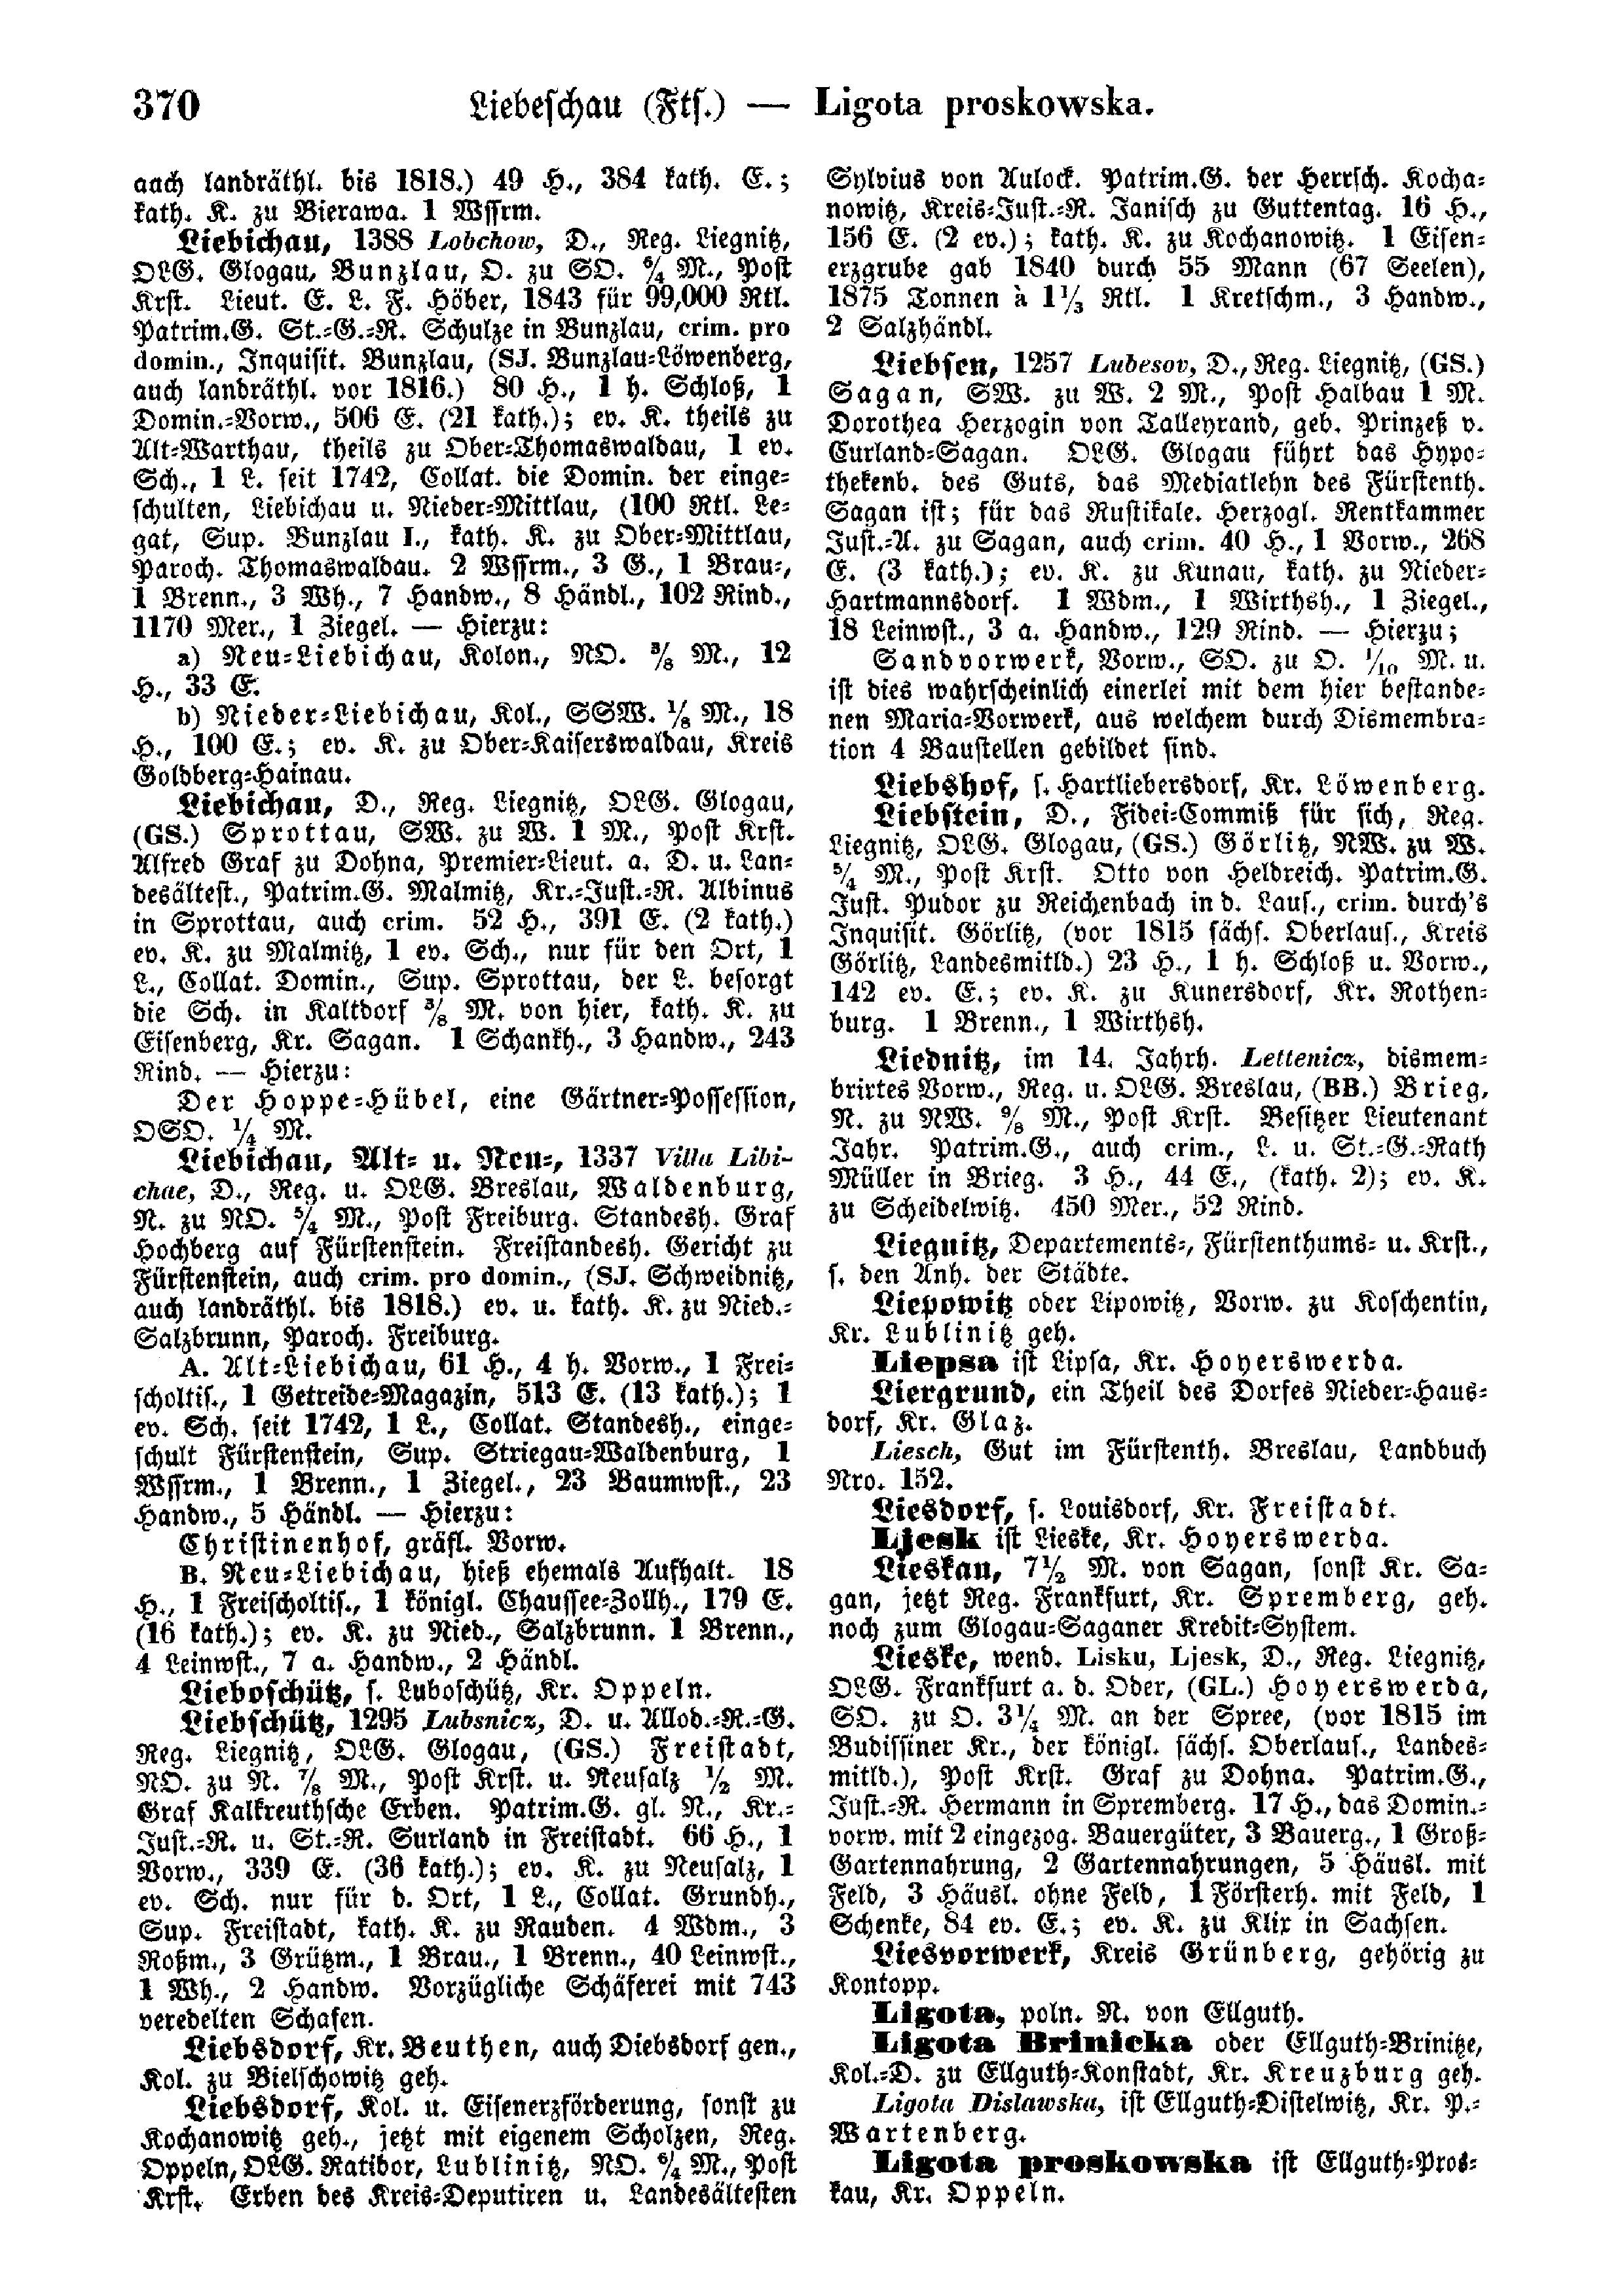 370 Liebeschau (Fts.) — Ligota proskowska.
auch landräthl. bis 1818.) 49 H., 384 kath. E.;
kath. K. zu Bierawa. 1 Wssrm.
Liebichau, 1388 Lobchow, D., Reg. Liegnitz,
OLG. Glogau, Bunzlau, O. zu SO. 6/4 M., Post
Krst. Lieut. E. L. F. Höber, 1843 für 99,000 Rtl.
Patrim.G. St.=G.=R. Schulze in Bunzlau, crim. pro
domin., Inquisit. Bunzlau, (SJ. Bunzlau=Löwenberg,
auch landräthl. vor 1816.) 80 H., 1 h. Schloß, 1
Domin.=Vorw., 506 E. (21 kath.); ev. K. theils zu
Alt=Warthau, theils zu Ober=Thomaswaldau, 1 ev.
Sch., 1 L. seit 1742, Collat. die Domin. der einge=
schulten, Liebichau u. Nieder=Mittlau, (100 Rtl. Le=
gat, Sup. Bunzlau I., kath. K. zu Ober=Mittlau,
Paroch. Thomaswaldau. 2 Wssrm., 3 G., 1 Brau=,
1 Brenn., 3 Wh., 7 Handw., 8 Händl., 102 Rind.,
1170 Mer., 1 Ziegel. — Hierzu:
a) Neu=Liebichau, Kolon., NO. 3/8 M., 12
H., 33 E.
b) Nieder=Liebichau, Kol., SSW. 1/8 M., 18
H., 100 E.; ev. K. zu Ober=Kaiserswaldau, Kreis
Goldberg=Hainau.
Liebichau, D., Reg. Liegnitz, OLG. Glogau,
(GS.) Sprottau, SW. zu W. 1 M., Post Krst.
Alfred Graf zu Dohna, Premier=Lieut. a. D. u. Lan=
desältest., Patrim.G. Malmitz, Kr.=Just.=R. Albinus
in Sprottau, auch crim. 52 H., 391 E. (2 kath.)
ev. K. zu Malmitz, 1 ev. Sch., nur für den Ort, 1
L., Collat. Domin., Sup. Sprottau, der L. besorgt
die Sch. in Kaltdorf 3/8 M. von hier, kath. K. zu
Eisenberg, Kr. Sagan. 1 Schankh., 3 Handw., 243
Rind. — Hierzu:
Der Hoppe=Hübel, eine Gärtner=Possession,
OSO. 1/4 M.
Liebichau, Alt= u. Neu=, 1337 Villa Libi-
chae, D., Reg. u. OLG. Breslau, Waldenburg,
N. zu NO. 5/4 M., Post Freiburg. Standesh. Graf
Hochberg auf Fürstenstein. Freistandesh. Gericht zu
Fürstenstein, auch crim. pro domin., (SJ. Schweidnitz,
auch landräthl. bis 1818.) ev. u. kath. K. zu Nied.=
Salzbrunn, Paroch. Freiburg.
A. Alt=Liebichau, 61 H., 4 h. Vorw., 1 Frei=
scholtis., 1 Getreide=Magazin, 513 E. (13 kath.); 1
ev. Sch. seit 1742, 1 L., Collat. Standesh., einge=
schult Fürstenstein, Sup. Striegau=Waldenburg, 1
Wssrm., 1 Brenn., 1 Ziegel., 23 Baumwst., 23
Handw., 5 Händl. — Hierzu:
Christinenhof, gräfl. Vorw.
B. Neu=Liebichau, hieß ehemals Aufhalt. 18
H., 1 Freischoltis., 1 königl. Chaussee=Zollh., 179 E.
(16 kath.); ev. K. zu Nied., Salzbrunn. 1 Brenn.,
4 Leinwst., 7 a. Handw., 2 Händl.
Lieboschütz, s. Luboschütz, Kr. Oppeln.
Liebschütz, 1295 Lubsnicz, D. u. Allod.=R.=G.
Reg. Liegnitz, OLG. Glogau, (GS.) Freistadt,
NO. zu N. 7/8 M., Post Krst. u. Neusalz 1/2 M.
Graf Kalkreuthsche Erben. Patrim.G. gl. N., Kr.=
Just.=R. u. St.=R. Surland in Freistadt. 66 H., 1
Vorw., 339 E. (36 kath.); ev. K. zu Neusalz, 1
ev. Sch. nur für d. Ort, 1 L., Collat. Grundh.,
Sup. Freistadt, kath. K. zu Rauden. 4 Wdm., 3
Roßm., 3 Grützm., 1 Brau., 1 Brenn., 40 Leinwst.,
1 Wh., 2 Handw. Vorzügliche Schäferei mit 743
veredelten Schafen.
Liebsdorf, Kr. Beuthen, auch Diebsdorf gen.,
Kol. zu Bielschowitz geh.
Liebsdorf, Kol. u. Eisenerzförderung, sonst zu
Kochanowitz geh., jetzt mit eigenem Scholzen, Reg.
Oppeln, OLG. Ratibor, Lublinitz, NO. 6/4 M., Post
Krst. Erben des Kreis=Deputiren u. Landesältesten
Sylvius von Aulock. Patrim.G. der Herrsch. Kocha=
nowitz, Kreis=Just.=R. Janisch zu Guttentag. 16 H.,
156 E. (2 ev.); kath. K. zu Kochanowitz. 1 Eisen=
erzgrube gab 1840 durch 55 Mann (67 Seelen),
1875 Tonnen à 1 1/3 Rtl. 1 Kretschm., 3 Handw.,
2 Salzhändl.
Liebsen, 1257 Lubesov, D., Reg. Liegnitz, (GS.)
Sagan, SW. zu W. 2 M., Post Halbau 1 M.
Dorothea Herzogin von Talleyrand, geb. Prinzeß v.
Curland=Sagan. OLG. Glogau führt das Hypo=
thekenb. des Guts, das Mediatlehn des Fürstenth.
Sagan ist; für das Rustikale. Herzogl. Rentkammer
Just.=A. zu Sagan, auch crim. 40 H., 1 Vorw., 268
E. (3 kath.); ev. K. zu Kunau, kath. zu Nieder=
Hartmannsdorf. 1 Wdm., 1 Wirthsh., 1 Ziegel.,
18 Leinwst., 3 a. Handw., 129 Rind. — Hierzu;
Sandvorwerk, Vorw., SO. zu O. 1/10 M. u.
ist dies wahrscheinlich einerlei mit dem hier bestande=
nen Maria=Vorwerk, aus welchem durch Dismembra=
tion 4 Baustellen gebildet sind.
Liebshof, s. Hartliebersdorf, Kr. Löwenberg.
Liebstein, D., Fidei=Commiß für sich, Reg.
Liegnitz, OLG. Glogau, (GS.) Görlitz, NW. zu W.
5/4 M., Post Krst. Otto von Heldreich. Patrim.G.
Just. Pudor zu Reichenbach in d. Laus., crim. durch's
Inquisit. Görlitz, (vor 1815 sächs. Oberlaus., Kreis
Görlitz, Landesmitld.) 23 H., 1 h. Schloß u. Vorw.,
142 ev. E.; ev. K. zu Kunersdorf, Kr. Rothen=
burg. 1 Brenn., 1 Wirthsh.
Liednitz, im 14. Jahrh. Lettenicz, dismem=
brirtes Vorw., Reg. u. OLG. Breslau, (BB.) Brieg,
N. zu NW. 9/8 M., Post Krst. Besitzer Lieutenant
Jahr. Patrim.G., auch crim., L. u. St.=G.=Rath
Müller in Brieg. 3 H., 44 E., (kath. 2); ev. K.
zu Scheidelwitz. 450 Mer., 52 Rind.
Liegnitz, Departements=, Fürstenthums= u. Krst.,
s. den Anh. der Städte.
Liepowitz oder Lipowitz, Vorw. zu Koschentin,
Kr. Lublinitz geh.
Liepsa ist Lipsa, Kr. Hoyerswerda.
Liergrund, ein Theil des Dorfes Nieder=Haus=
dorf, Kr. Glaz.
Liesch, Gut im Fürstenth. Breslau, Landbuch
Nro. 152.
Liesdorf, s. Louisdorf, Kr. Freistadt.
Ljesk ist Lieske, Kr. Hoyerswerda.
Lieskau, 7 1/2 M. von Sagan, sonst Kr. Sa=
gan, jetzt Reg. Frankfurt, Kr. Spremberg, geh.
noch zum Glogau=Saganer Kredit=System.
Lieske, wend. Lisku, Ljesk, D., Reg. Liegnitz,
OLG. Frankfurt a. d. Oder, (GL.) Hoyerswerda,
SO. zu O. 3 1/4 M. an der Spree, (vor 1815 im
Budissiner Kr., der königl. sächs. Oberlaus., Landes=
mitld.), Post Krst. Graf zu Dohna. Patrim.G.,
Just.=R. Hermann in Spremberg. 17 H., das Domin.=
vorw. mit 2 eingezog. Bauergüter, 3 Bauerg., 1 Groß=
Gartennahrung, 2 Gartennahrungen, 5 Häusl. mit
Feld, 3 Häusl. ohne Feld, 1 Försterh. mit Feld, 1
Schenke, 84 ev. E.; ev. K. zu Klix in Sachsen.
Liesvorwerk, Kreis Grünberg, gehörig zu
Kontopp.
Ligota, poln. N. von Ellguth.
Ligota Brinicka oder Ellguth=Brinitze,
Kol.=D. zu Ellguth=Konstadt, Kr. Kreuzburg geh.
Ligota Dislawska, ist Ellguth=Distelwitz, Kr. P.=
Wartenberg.
Ligota proskowska ist Ellguth=Pros=
kau, Kr. Oppeln.